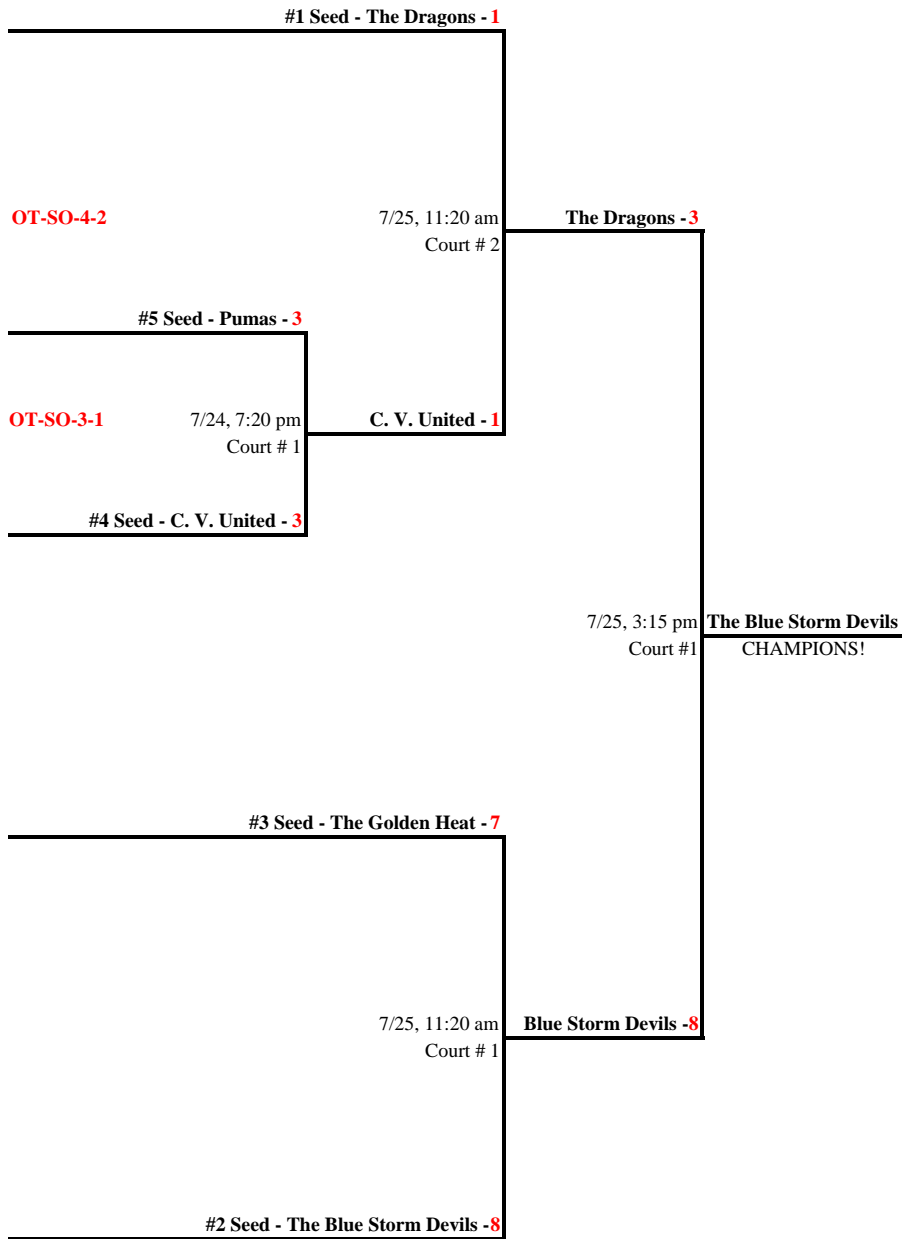 #1 Seed - The Dragons - 1
OT-SO-4-2
7/25, 11:20 am
Court # 2
The Dragons - 3
#5 Seed - Pumas - 3
OT-SO-3-1
7/24, 7:20 pm
Court # 1
C. V. United - 1
#4 Seed - C. V. United - 3
7/25, 3:15 pm
Court #1
The Blue Storm Devils
CHAMPIONS!
#3 Seed - The Golden Heat - 7
7/25, 11:20 am
Court # 1
Blue Storm Devils -8
#2 Seed - The Blue Storm Devils -8